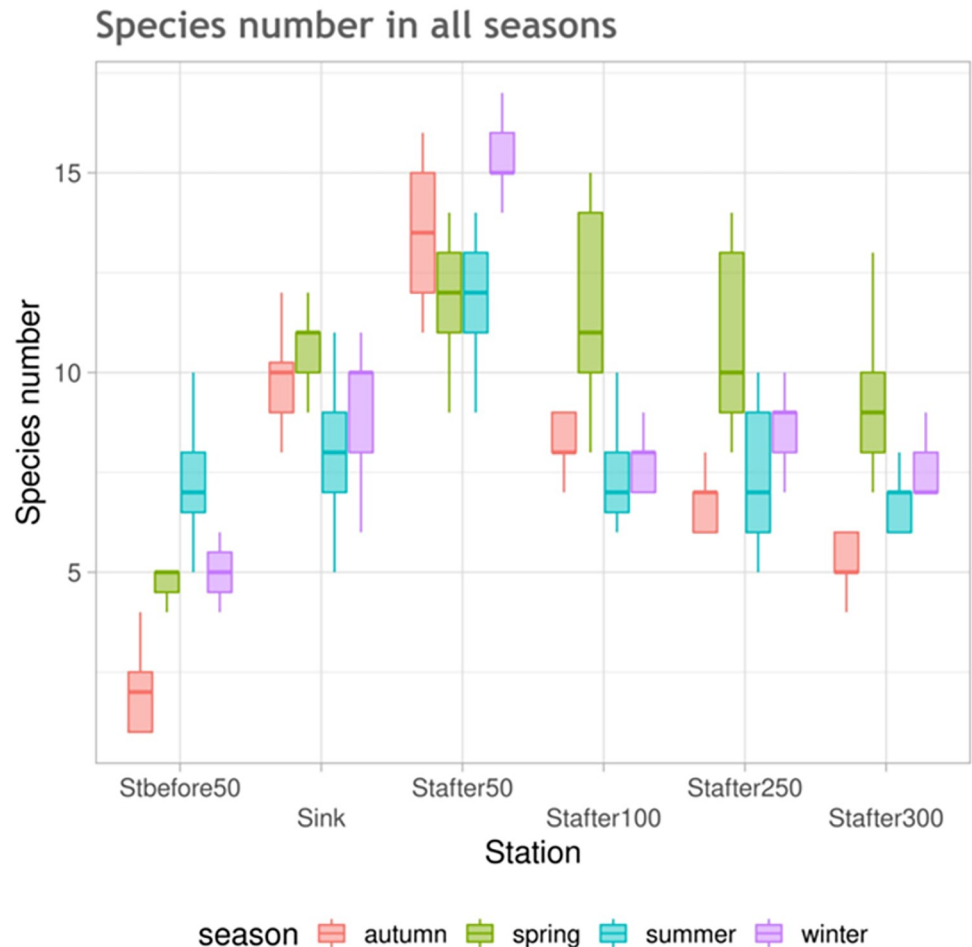 Species number in all seasons
Species number
15
10
5
Stbefore50
Sink
Stafter50
Stafter100
Stafter250
Stafter300
Station
season autumn spring summer winter